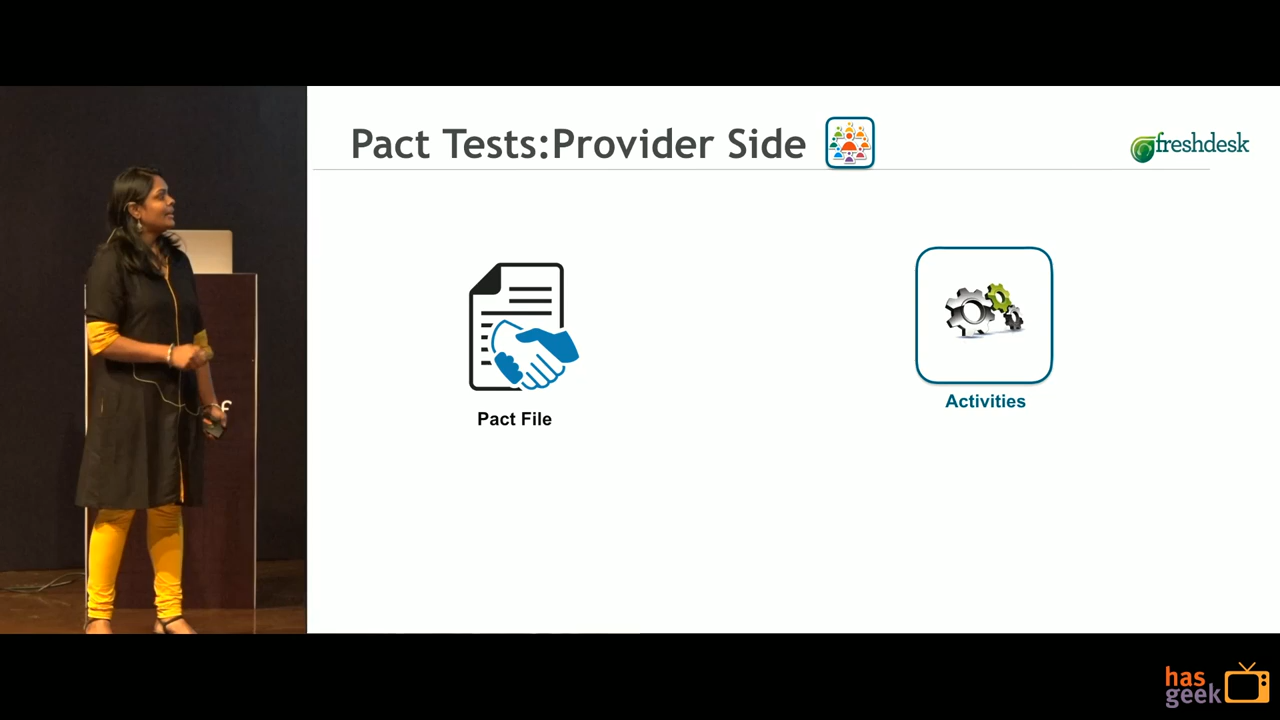 Pact Tests:Provider Side
freshdesk
Pact File
Activities
f
has
geek